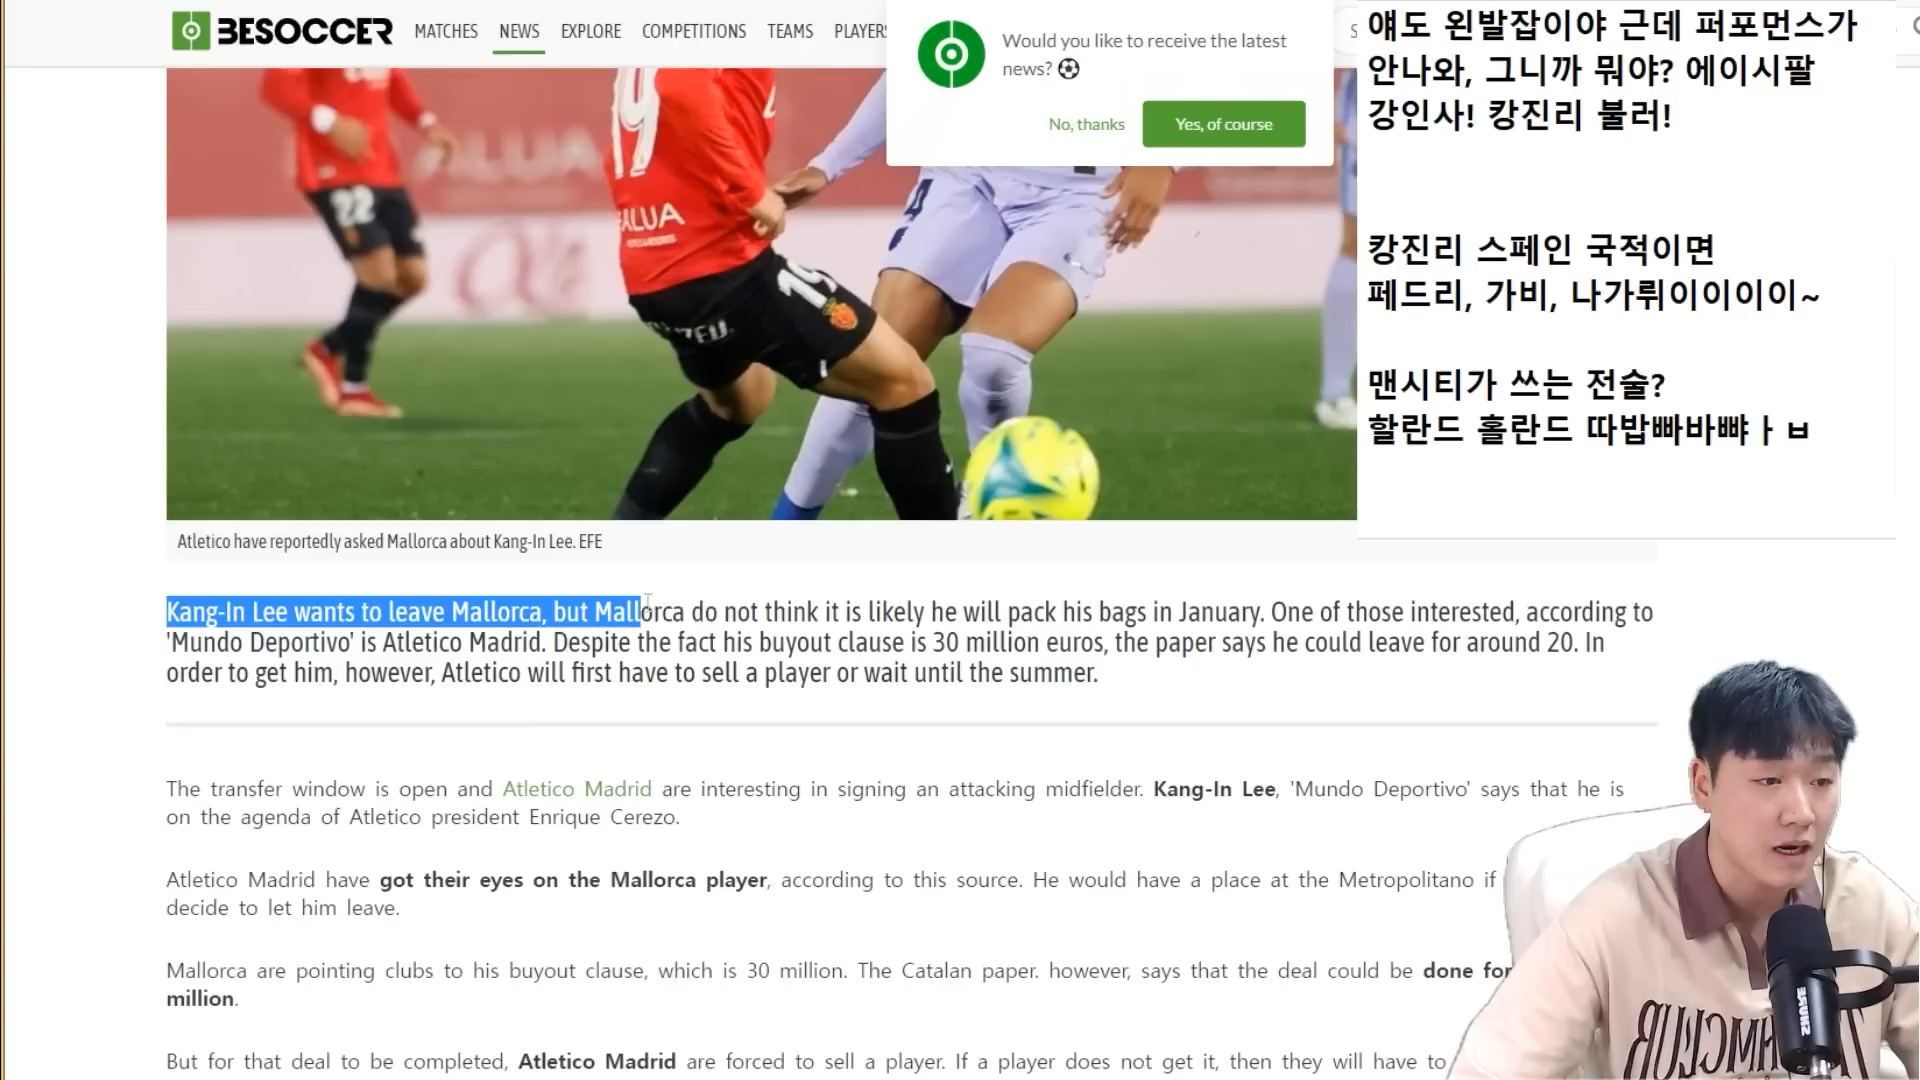 BESOCCER
MATCHES NEWS EXPLORE COMPETITIONS TEAMS PLAYERS
Would you like to receive the latest
news?
No, thanks
Yes, of course
얘도 왼발잡이야 근데 퍼포먼스가
안나와, 그니까 뭐야? 에이시팔
강인사! 캉진리 불러!
캉진리 스페인 국적이면
페드리, 가비, 나가뤼이이이이~
맨시티가 쓰는 전술?
할란드 홀란드 따밥빠바뺘ㅏㅂ
22
19
ALUA
19
Atletico have reportedly asked Mallorca about Kang-In Lee. EFE
Kang-In Lee wants to leave Mallorca, but Mallorca do not think it is likely he will pack his bags in January. One of those interested, according to
'Mundo Deportivo' is Atletico Madrid. Despite the fact his buyout clause is 30 million euros, the paper says he could leave for around 20. In
order to get him, however, Atletico will first have to sell a player or wait until the summer.
The transfer window is open and Atletico Madrid are interesting in signing an attacking midfielder. Kang-In Lee, 'Mundo Deportivo' says that he is
on the agenda of Atletico president Enrique Cerezo.
Atletico Madrid have got their eyes on the Mallorca player, according to this source. He would have a place at the Metropolitano if
decide to let him leave.
Mallorca are pointing clubs to his buyout clause, which is 30 million. The Catalan paper. however, says that the deal could be done for
million.
But for that deal to be completed, Atletico Madrid are forced to sell a player. If a player does not get it, then they will have to